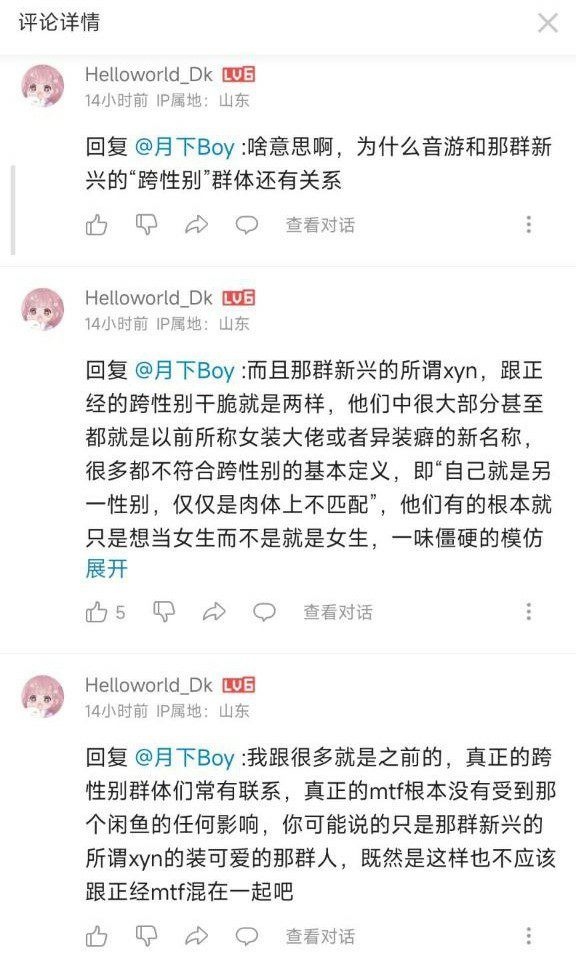 评论详情
Helloworld_Dk LV6
14小时前 IP属地：山东
回复 @月下Boy :啥意思啊，为什么音游和那群新
兴的“跨性别”群体还有关系
查看对话
Helloworld_Dk LV6
14小时前 IP属地：山东
回复 @月下Boy :而且那群新兴的所谓xyn，跟正
经的跨性别干脆就是两样，他们中很大部分甚至
都就是以前所称女装大佬或者异装癖的新名称，
很多都不符合跨性别的基本定义，即“自己就是另
一性别，仅仅是肉体上不匹配”，他们有的根本就
只是想当女生而不是就是女生，一味僵硬的模仿
展开
5 查看对话
Helloworld_Dk LV6
14小时前 IP属地：山东
回复 @月下Boy :我跟很多就是之前的，真正的跨
性别群体们常有联系，真正的mtf根本没有受到那
个闲鱼的任何影响，你可能说的只是那群新兴的
所谓xyn的装可爱的那群人，既然是这样也不应该
跟正经mtf混在一起吧
查看对话